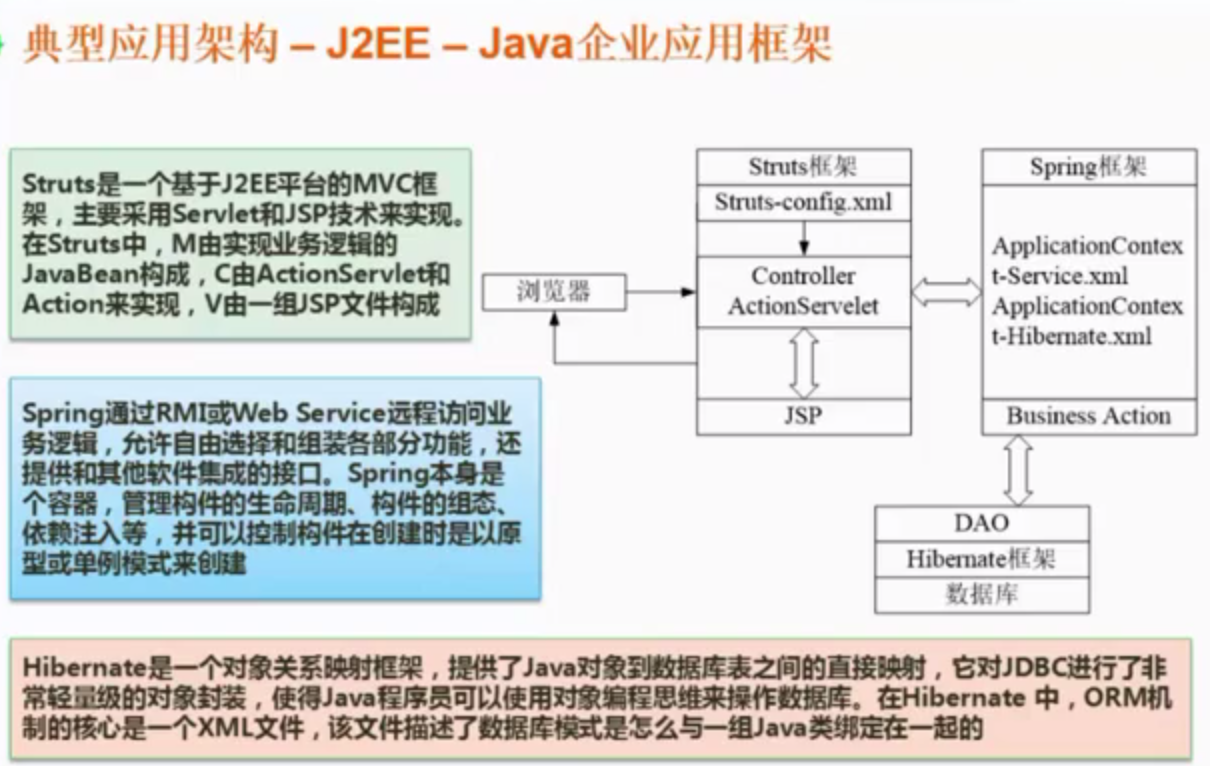 典型应用架构 – J2EE – Java企业应用框架
Struts是一个基于J2EE平台的MVC框
架，主要采用Servlet和JSP技术来实现。
在Struts中，M由实现业务逻辑的
JavaBean构成，C由ActionServlet和
Action来实现，V由一组JSP文件构成
Spring通过RMI或Web Service远程访问业
务逻辑，允许自由选择和组装各部分功能，还
提供和其他软件集成的接口。Spring本身是
个容器，管理构件的生命周期、构件的组态、
依赖注入等，并可以控制构件在创建时是以原
型或单例模式来创建
浏览器
Struts框架
Struts-config.xml
Controller
ActionServelet
JSP
Spring框架
ApplicationContex
t-Service.xml
ApplicationContex
t-Hibernate.xml
Business Action
DAO
Hibernate框架
数据库
Hibernate是一个对象关系映射框架，提供了Java对象到数据库表之间的直接映射，它对JDBC进行了非
常轻量级的对象封装，使得Java程序员可以使用对象编程思维来操作数据库。在Hibernate 中，ORM机
制的核心是一个XML文件，该文件描述了数据库模式是怎么与一组Java类绑定在一起的